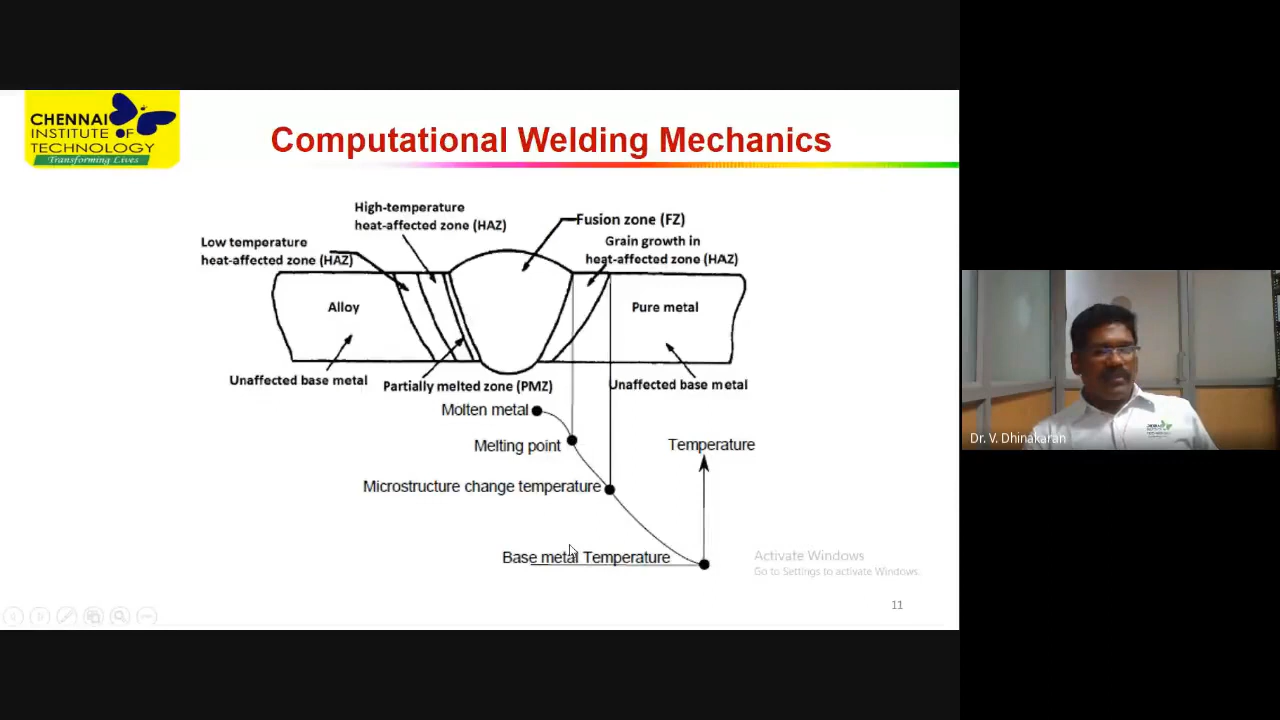 CHENNAI
INSTITUTE OF
TECHNOLOGY
Transforming Lives
Computational Welding Mechanics
High-temperature
heat-affected zone (HAZ)
Fusion zone (FZ)
Low temperature
heat-affected zone (HAZ)
Grain growth in
heat-affected zone (HAZ)
Alloy
Pure metal
Unaffected base metal
Partially melted zone (PMZ)
Unaffected base metal
Molten metal
Melting point
Temperature
Microstructure change temperature
Base metal Temperature
Activate Windows
Go to Settings to activate Windows.
11
Dr. V. Dhinakaran